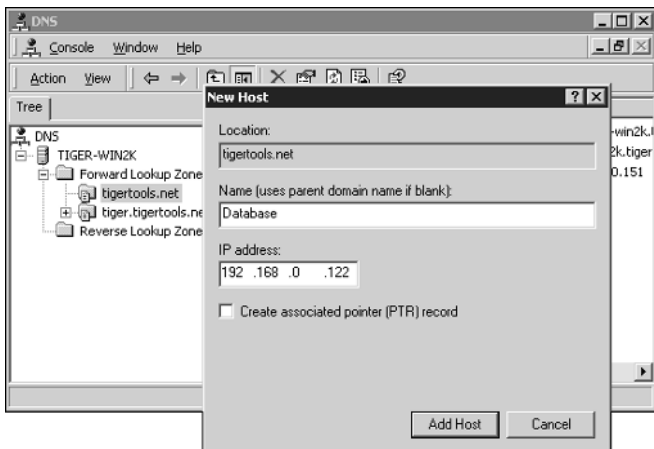 DNS
Console Window Help
Action View
Tree
DNS
TIGER-WIN2K
Forward Lookup Zone
tigertools.net
tiger.tigertools.ne
Reverse Lookup Zone
-win2k.
2k.tiger
0.151
New Host
Location:
tigertools.net
Name (uses parent domain name if blank):
Database
IP address:
192 .168 .0 .122
Create associated pointer (PTR) record
Add Host Cancel